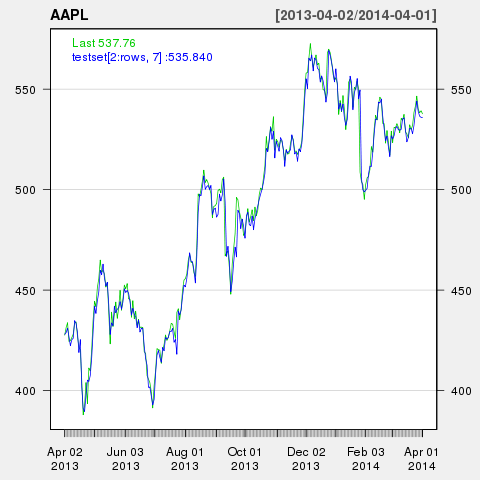 AAPL [2013-04-02/2014-04-01]
Last 537.76
testset[2:rows, 7] :535.840
550 550
500 500
450 450
400 400
Apr 02 Jun 03 Aug 01 Oct 01 Dec 02 Feb 03 Apr 01
2013 2013 2013 2013 2013 2014 2014